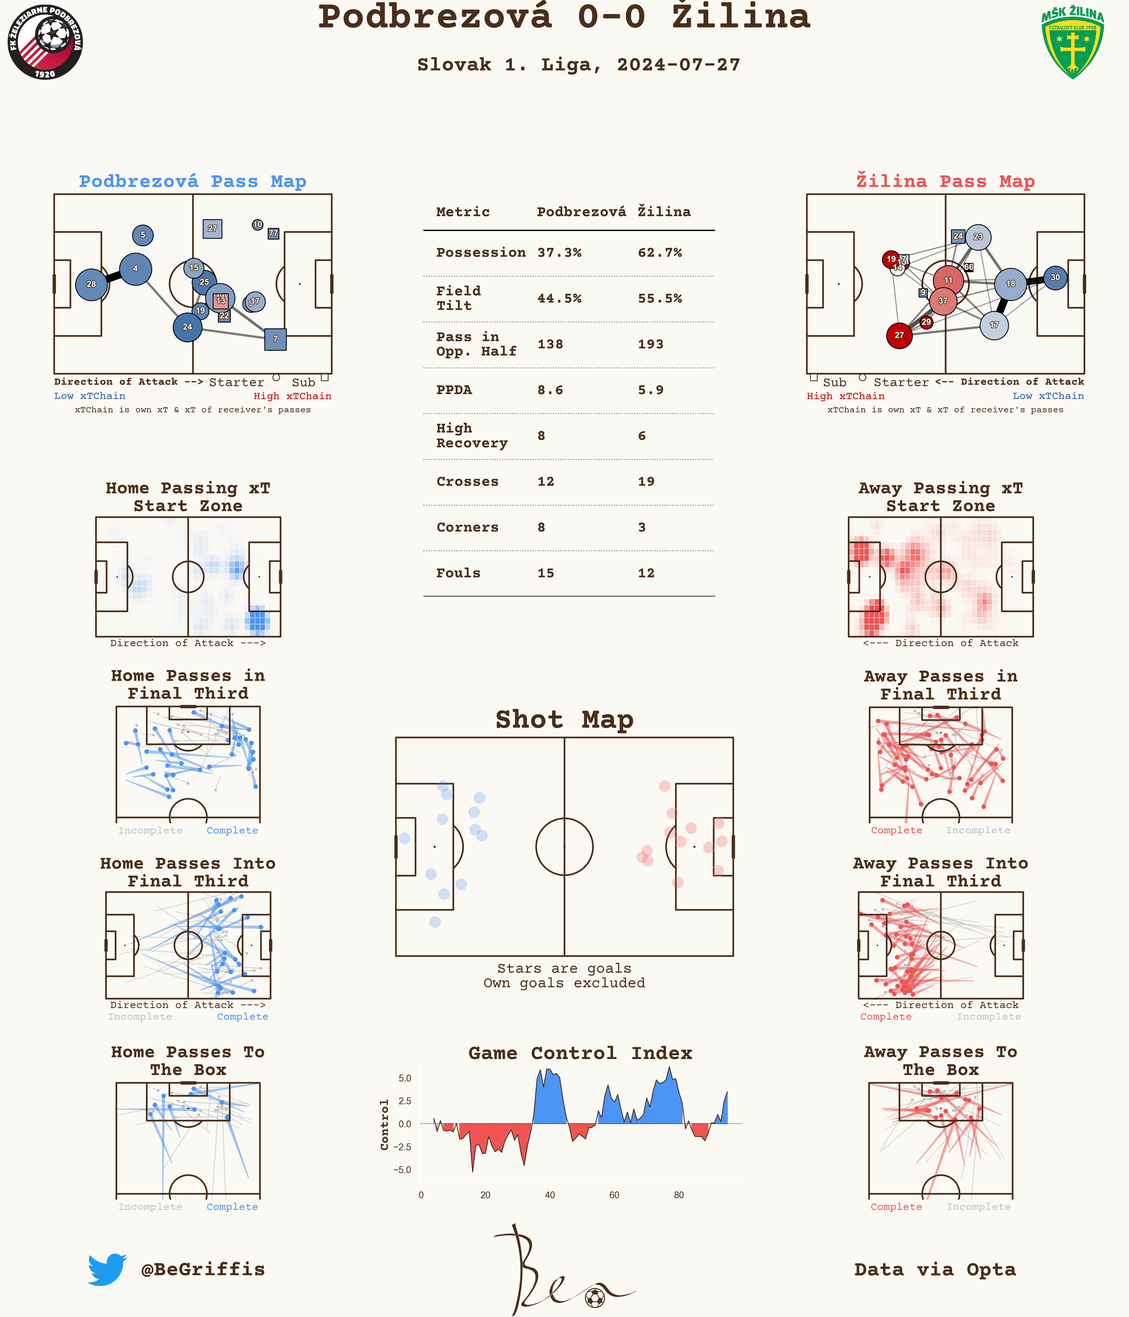 Podbrezová 0-0 Žilina
Slovak 1. Liga, 2024-07-27
FK ŽELEZIARNE PODBREZOVÁ
1920
MŠK ŽILINA
FUTBALOVÝ KLUB 1908
Podbrezová Pass Map
5
27
10
77
28
4
15
25
13
17
19
22
24
7
Direction of Attack --> Starter Sub
Low xTChain High xTChain
xTChain is own xT & xT of receiver's passes
Metric Podbrezová Žilina
Possession 37.3% 62.7%
Field
Tilt
44.5% 55.5%
Pass in
Opp. Half
138 193
PPDA 8.6 5.9
High
Recovery
8 6
Crosses 12 19
Corners 8 3
Fouls 15 12
Žilina Pass Map
24
23
19
66
11
18
30
9
37
29
17
27
Sub Starter <-- Direction of Attack
High xTChain Low xTChain
xTChain is own xT & xT of receiver's passes
Home Passing xT
Start Zone
Direction of Attack --->
Away Passing xT
Start Zone
<--- Direction of Attack
Home Passes in
Final Third
Incomplete Complete
Away Passes in
Final Third
Complete Incomplete
Shot Map
Stars are goals
Own goals excluded
Home Passes Into
Final Third
Direction of Attack --->
Incomplete Complete
Away Passes Into
Final Third
<--- Direction of Attack
Complete Incomplete
Home Passes To
The Box
Incomplete Complete
Game Control Index
Control
5.0
2.5
0.0
−2.5
−5.0
0 20 40 60 80
Away Passes To
The Box
Complete Incomplete
@BeGriffis
Bea
Data via Opta